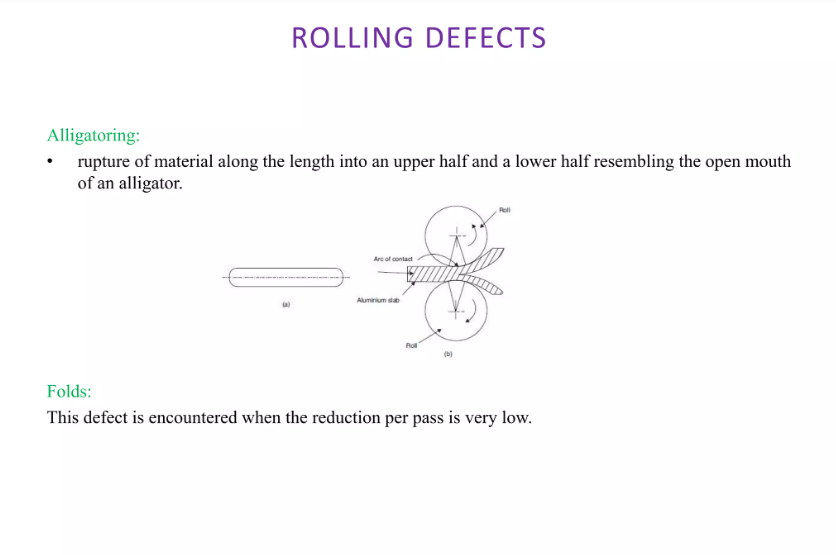 ROLLING DEFECTS
Alligatoring:
• rupture of material along the length into an upper half and a lower half resembling the open mouth
of an alligator.
Roll
Arc of contact
Aluminium slab
(a)
Roll
(b)
Folds:
This defect is encountered when the reduction per pass is very low.